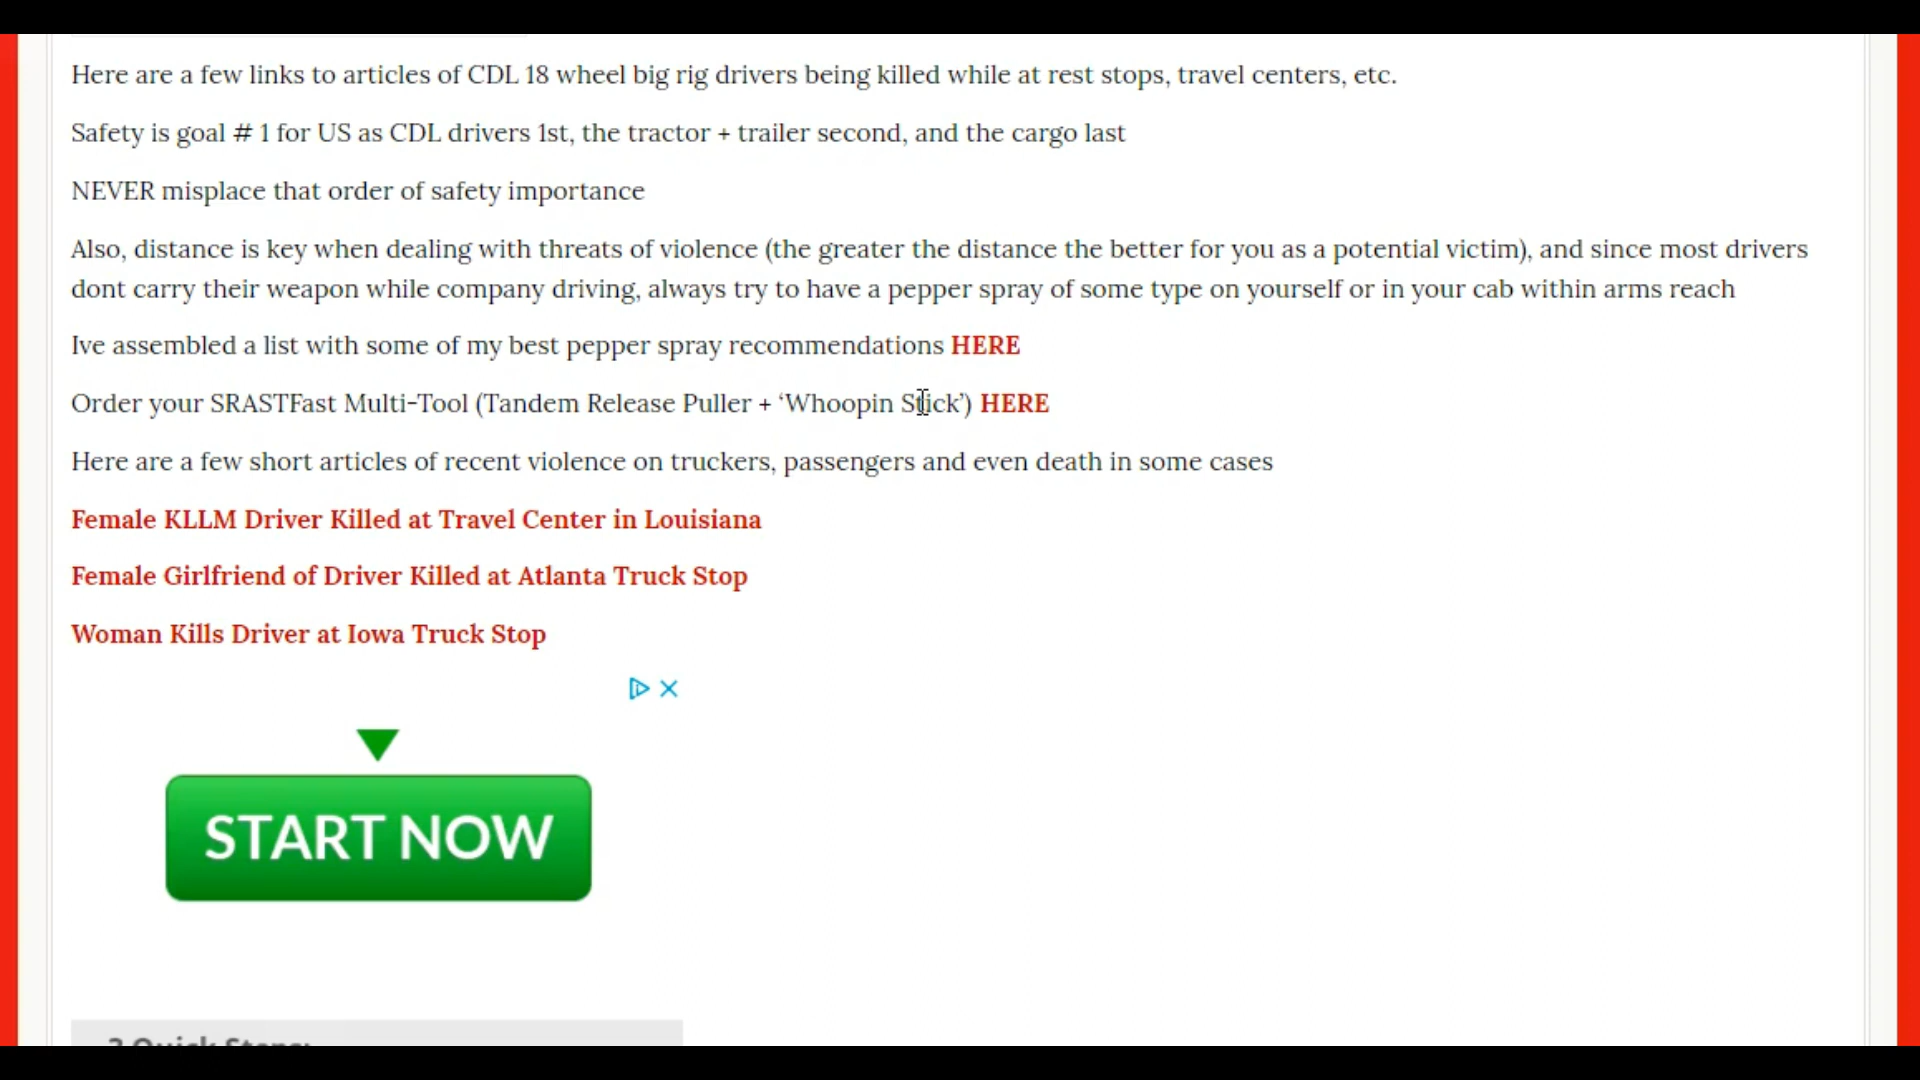 Here are a few links to articles of CDL 18 wheel big rig drivers being killed while at rest stops, travel centers, etc.
Safety is goal # 1 for US as CDL drivers 1st, the tractor + trailer second, and the cargo last
NEVER misplace that order of safety importance
Also, distance is key when dealing with threats of violence (the greater the distance the better for you as a potential victim), and since most drivers
dont carry their weapon while company driving, always try to have a pepper spray of some type on yourself or in your cab within arms reach
Ive assembled a list with some of my best pepper spray recommendations HERE
Order your SRASTFast Multi-Tool (Tandem Release Puller + ‘Whoopin Stick’) HERE
Here are a few short articles of recent violence on truckers, passengers and even death in some cases
Female KLLM Driver Killed at Travel Center in Louisiana
Female Girlfriend of Driver Killed at Atlanta Truck Stop
Woman Kills Driver at Iowa Truck Stop
START NOW
Quick Steps: